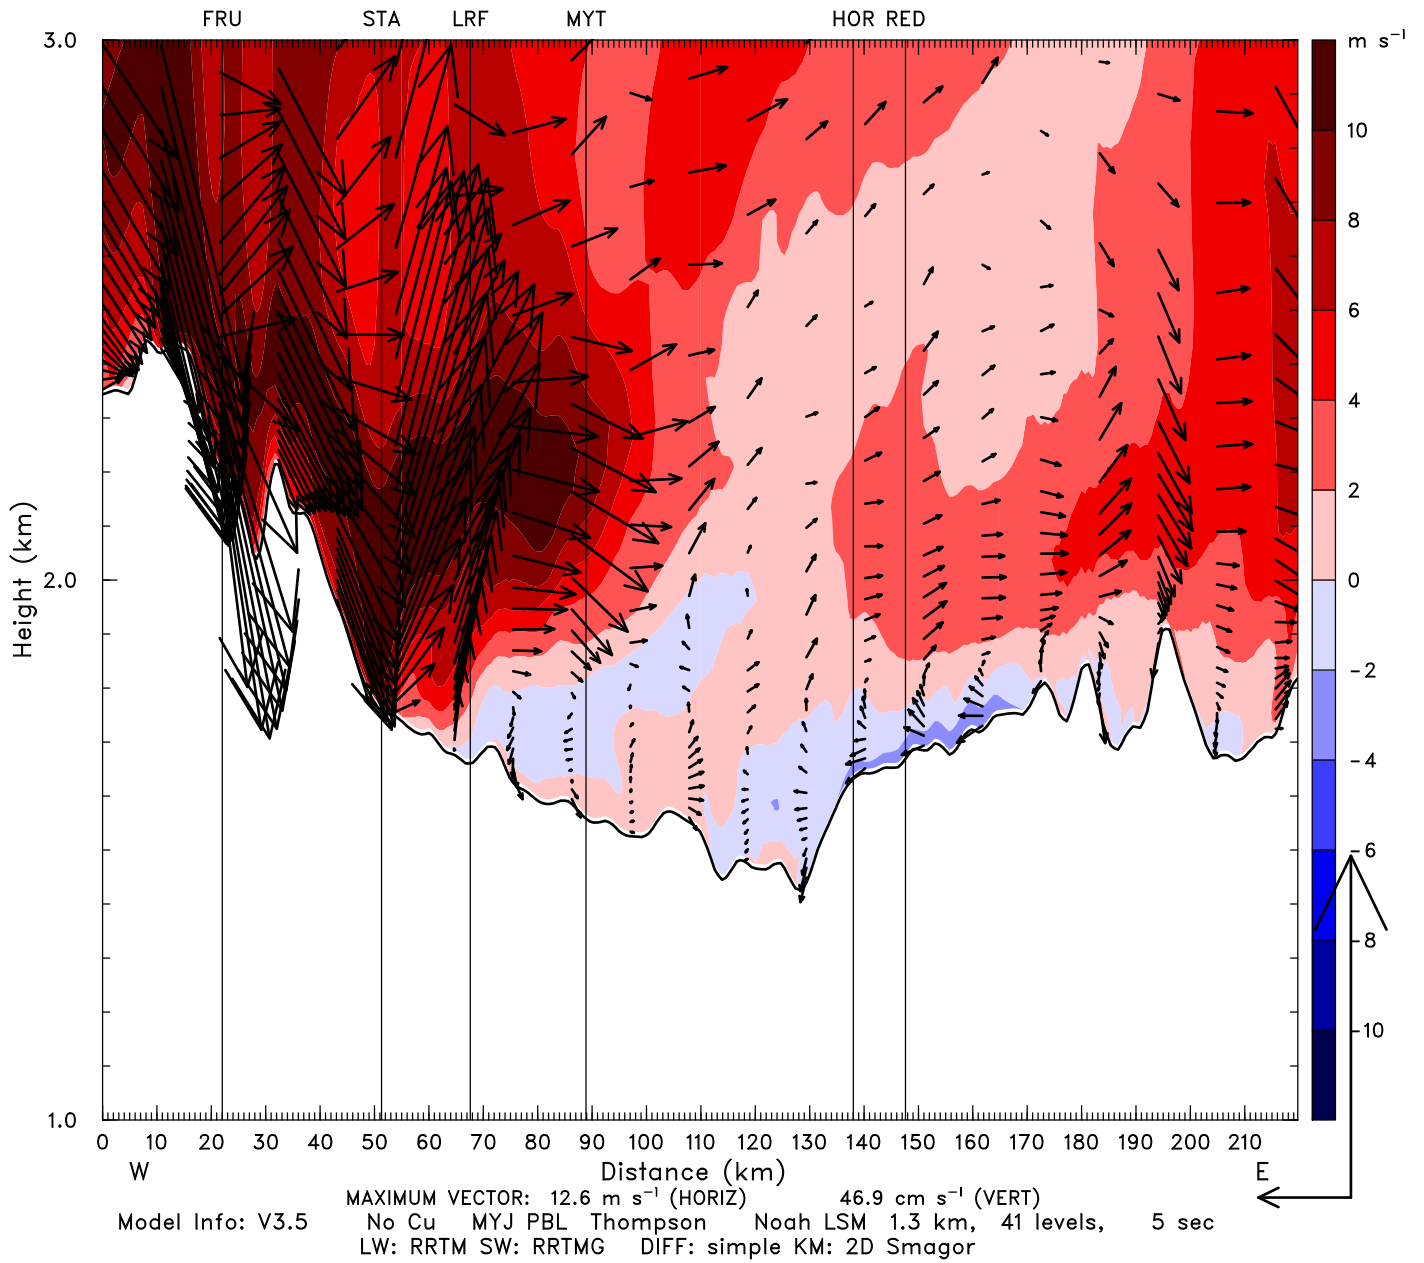 FRU STA LRF MYT HOR RED
3.0
m s⁻¹
10
8
6
4
2
0
-2
-4
-6
-8
-10
Height (km)
2.0
1.0
0 10 20 30 40 50 60 70 80 90 100 110 120 130 140 150 160 170 180 190 200 210
W Distance (km) E
MAXIMUM VECTOR: 12.6 m s⁻¹ (HORIZ) 46.9 cm s⁻¹ (VERT)
Model Info: V3.5 No Cu MYJ PBL Thompson Noah LSM 1.3 km, 41 levels, 5 sec
LW: RRTM SW: RRTMG DIFF: simple KM: 2D Smagor